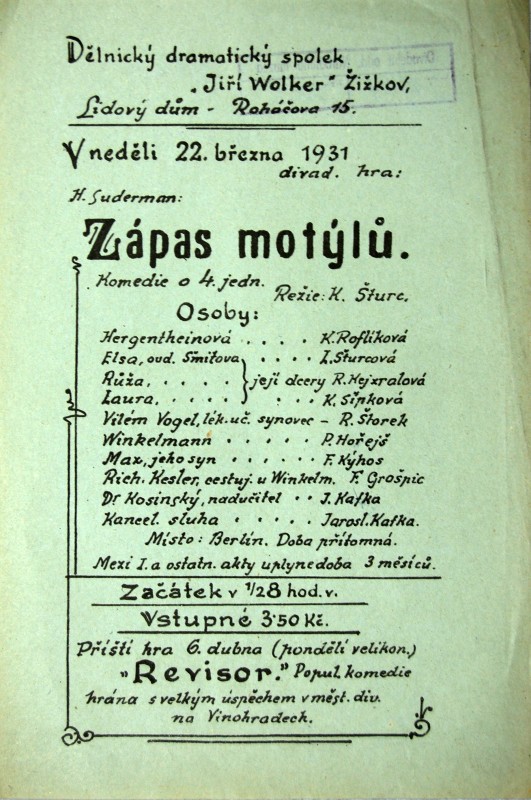 Dělnický dramatický spolek
„Jiří Wolker" Žižkov,
Lidový dům - Roháčova 15.
V neděli 22. března 1931
divad. hra:
H. Suderman:
Zápas motýlů.
Komedie o 4. jedn.
Režie: K. Šturc.
Osoby:
Hergentheinová . . . . K. Roflíková
Elsa, ovd. Smitova . . . . I. Šturcová
Růža, . . . . } její dcery R. Hejxralová
Laura, . . . . K. Šípková
Vilém Vogel, lék. uč. synovec - R. Štorek
Winkelmann . . . . . P. Hořejš
Max, jeho syn . . . . . F. Kýhos
Rich. Kesler, cestuj. u Winkelm. F. Grošpic
Dr Kosinský, nadučitel . . J. Kafka
Kancel. sluha . . . . . Jarosl. Kafka.
Místo: Berlín. Doba přítomná.
Mezi I. a ostatn. akty uplyne doba 3 měsíců.
Začátek v 1/28 hod. v.
Vstupné 3·50 Kč.
Příští hra 6. dubna (pondělí velikon.)
"Revisor." Popul. komedie
hrána s velkým úspěchem v měst. div.
na Vinohradech.